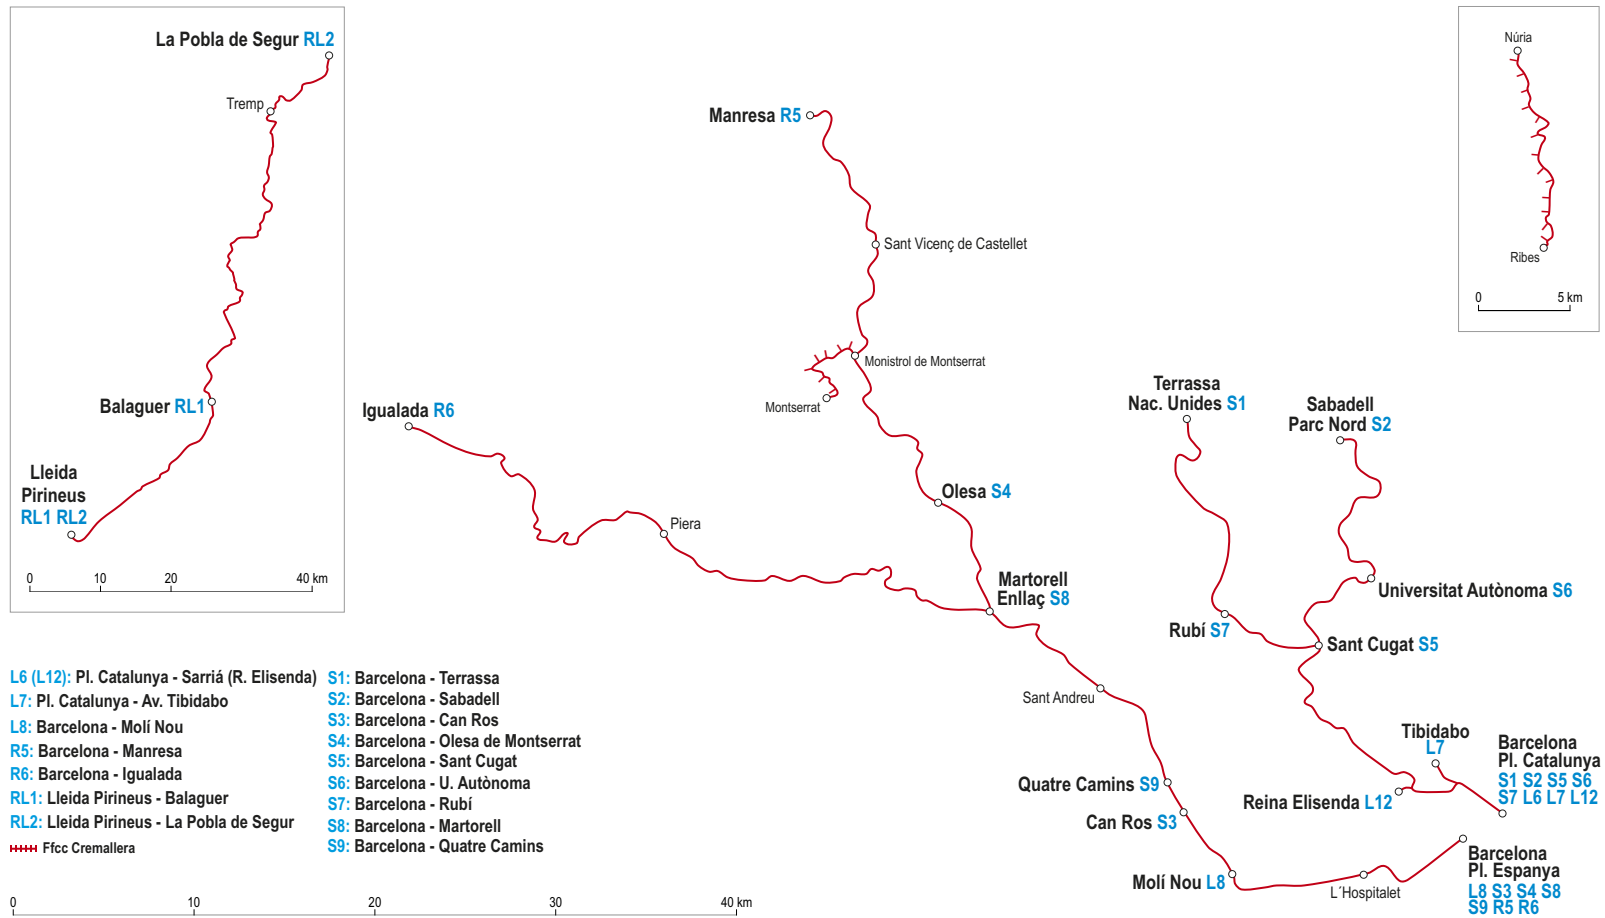 La Pobla de Segur RL2
Tremp
Balaguer RL1
Lleida
Pirineus
RL1 RL2
0 10 20 40 km
Núria
Ribes
0 5 km
Manresa R5
Sant Vicenç de Castellet
Monistrol de Montserrat
Montserrat
Igualada R6
Piera
Olesa S4
Martorell
Enllaç S8
Terrassa
Nac. Unides S1
Sabadell
Parc Nord S2
Universitat Autònoma S6
Rubí S7
Sant Cugat S5
Sant Andreu
Quatre Camins S9
Can Ros S3
Molí Nou L8
L´Hospitalet
Tibidabo
L7
Reina Elisenda L12
Barcelona
Pl. Catalunya
S1 S2 S5 S6
S7 L6 L7 L12
Barcelona
Pl. Espanya
L8 S3 S4 S8
S9 R5 R6
L6 (L12): Pl. Catalunya - Sarriá (R. Elisenda)
L7: Pl. Catalunya - Av. Tibidabo
L8: Barcelona - Molí Nou
R5: Barcelona - Manresa
R6: Barcelona - Igualada
RL1: Lleida Pirineus - Balaguer
RL2: Lleida Pirineus - La Pobla de Segur
Ffcc Cremallera
S1: Barcelona - Terrassa
S2: Barcelona - Sabadell
S3: Barcelona - Can Ros
S4: Barcelona - Olesa de Montserrat
S5: Barcelona - Sant Cugat
S6: Barcelona - U. Autònoma
S7: Barcelona - Rubí
S8: Barcelona - Martorell
S9: Barcelona - Quatre Camins
0 10 20 30 40 km